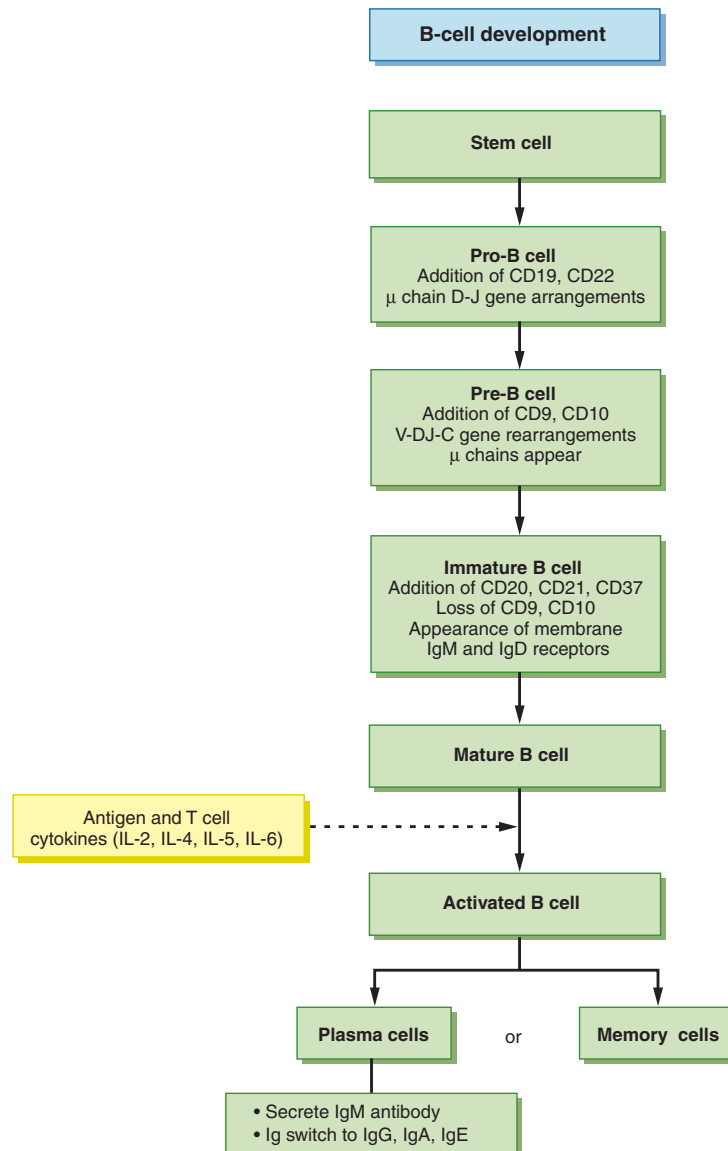 B-cell development
Stem cell
Pro-B cell
Addition of CD19, CD22
μ chain D-J gene arrangements
Pre-B cell
Addition of CD9, CD10
V-DJ-C gene rearrangements
μ chains appear
Immature B cell
Addition of CD20, CD21, CD37
Loss of CD9, CD10
Appearance of membrane
IgM and IgD receptors
Mature B cell
Antigen and T cell
cytokines (IL-2, IL-4, IL-5, IL-6)
Activated B cell
Plasma cells or Memory cells
• Secrete IgM antibody
• Ig switch to IgG, IgA, IgE